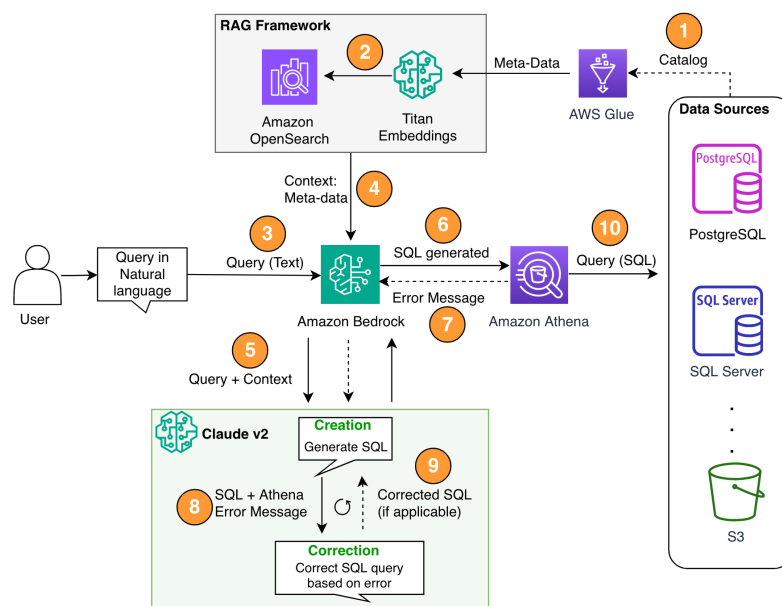 RAG Framework
1
2
Meta-Data
Catalog
Amazon
OpenSearch
Titan
Embeddings
AWS Glue
Data Sources
PostgreSQL
PostgreSQL
Context:
Meta-data
4
3
6
10
Query in
Natural
language
Query (Text)
SQL generated
Query (SQL)
Error Message
User
Amazon Bedrock
7
Amazon Athena
SQL Server
SQL Server
5
Query + Context
Claude v2
Creation
Generate SQL
8
SQL + Athena
Error Message
9
Corrected SQL
(if applicable)
Correction
Correct SQL query
based on error
S3